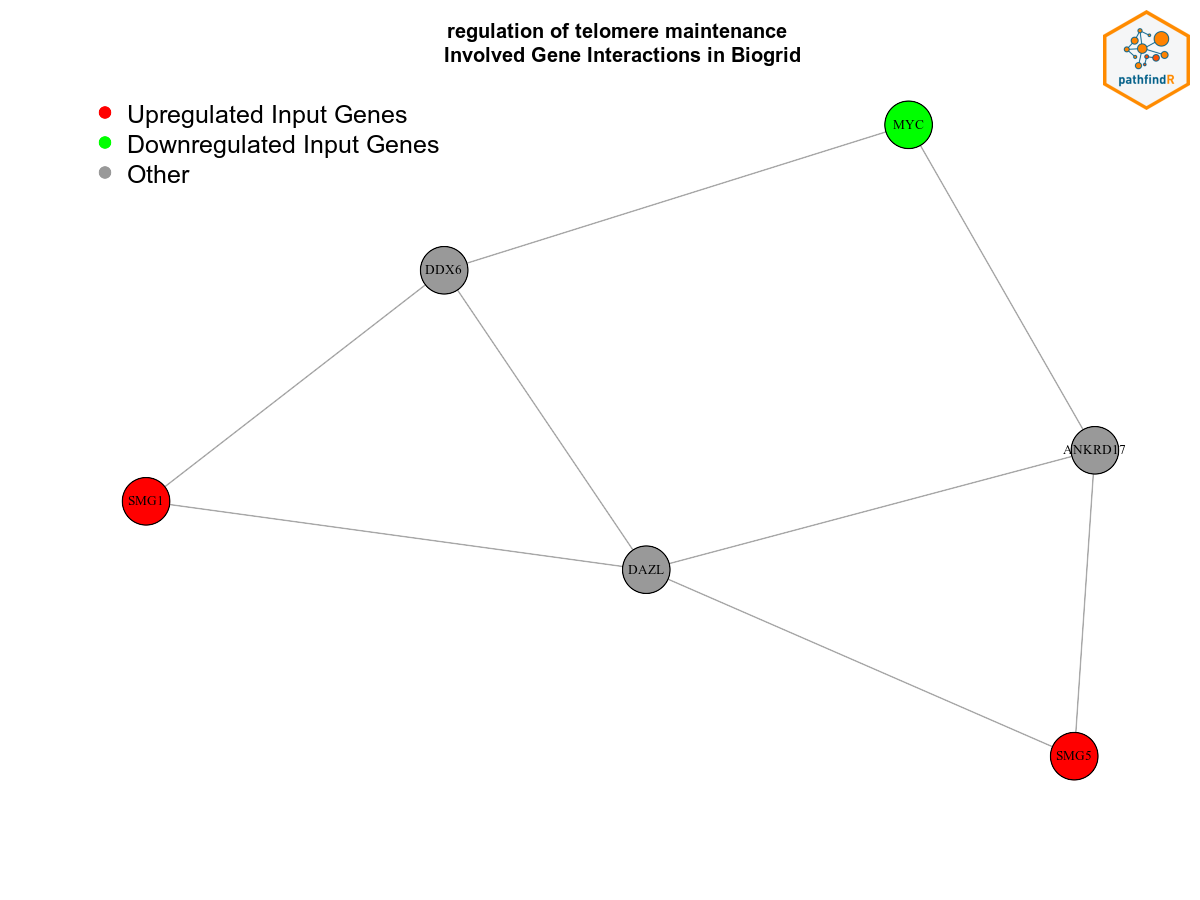 regulation of telomere maintenance
Involved Gene Interactions in Biogrid
pathfindR
Upregulated Input Genes
Downregulated Input Genes
Other
MYC
DDX6
ANKRD17
SMG1
DAZL
SMG5